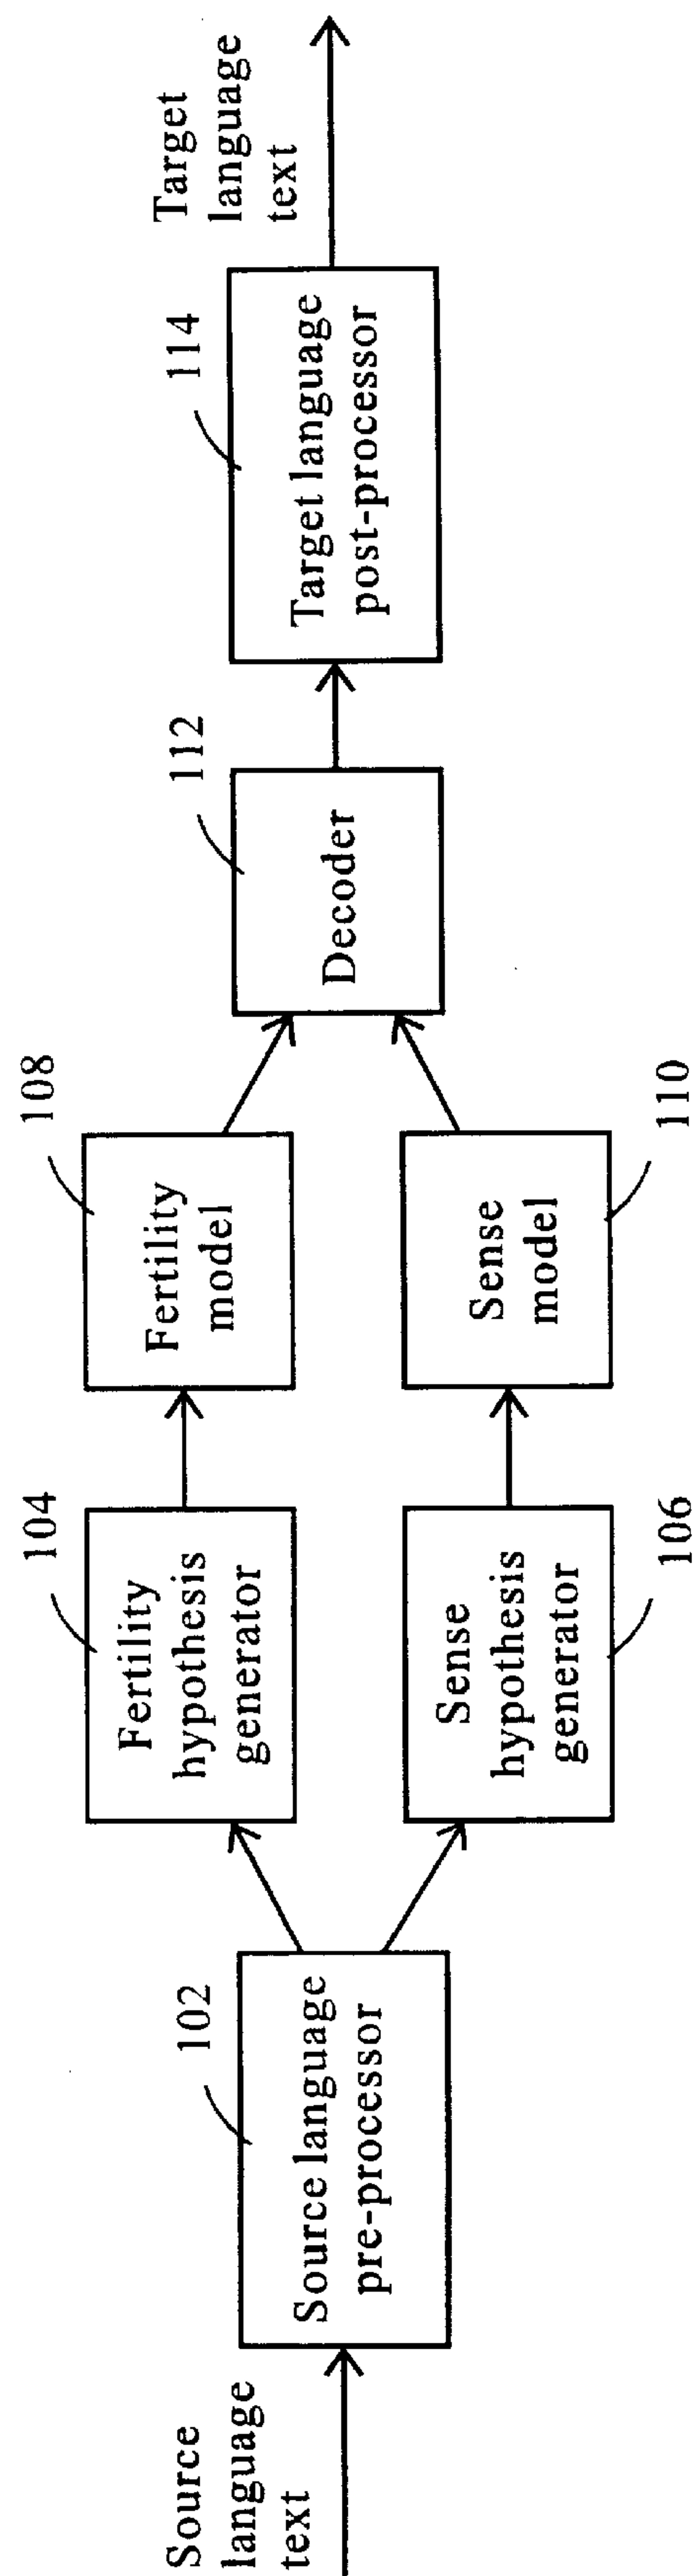 Source
language
text
102
Source language
pre-processor
104
Fertility
hypothesis
generator
106
Sense
hypothesis
generator
108
Fertility
model
110
Sense
model
112
Decoder
114
Target language
post-processor
Target
language
text